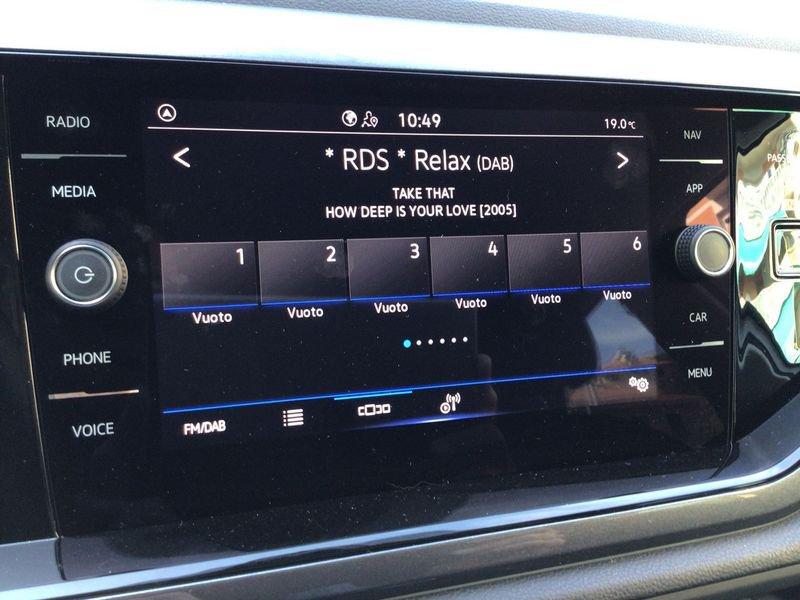 RADIO
MEDIA
PHONE
VOICE
10:49
19.0°C
* RDS * Relax (DAB)
TAKE THAT
HOW DEEP IS YOUR LOVE [2005]
1 2 3 4 5 6
Vuoto Vuoto Vuoto Vuoto Vuoto Vuoto
FM/DAB
NAV
APP
CAR
MENU
PASS